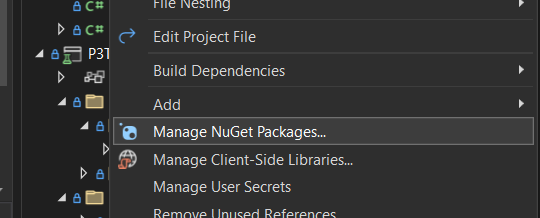 File Nesting
C#
C#
Edit Project File
P3T
Build Dependencies
Add
Manage NuGet Packages...
Manage Client-Side Libraries...
Manage User Secrets
Remove Unused References